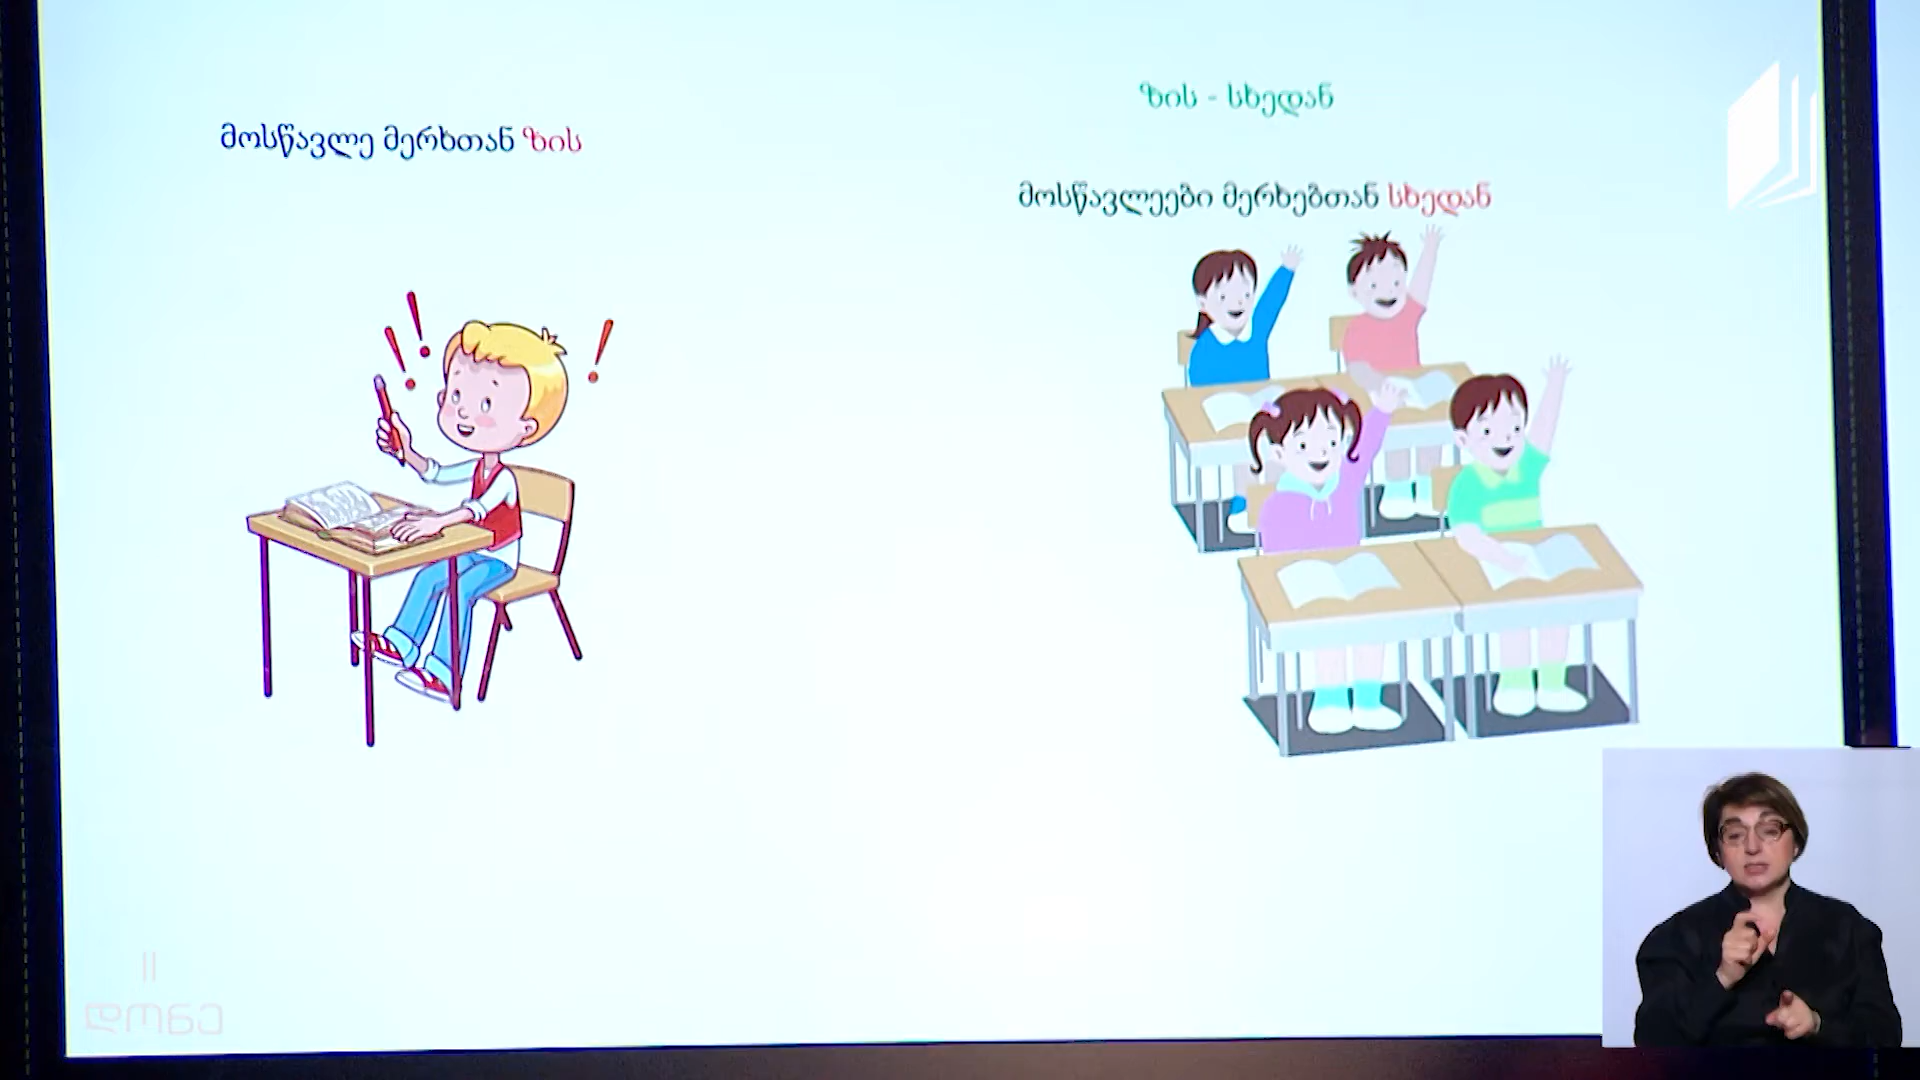 მოსწავლე მერხთან ზის
ზის - სხედან
მოსწავლეები მერხებთან სხედან
II
დონე